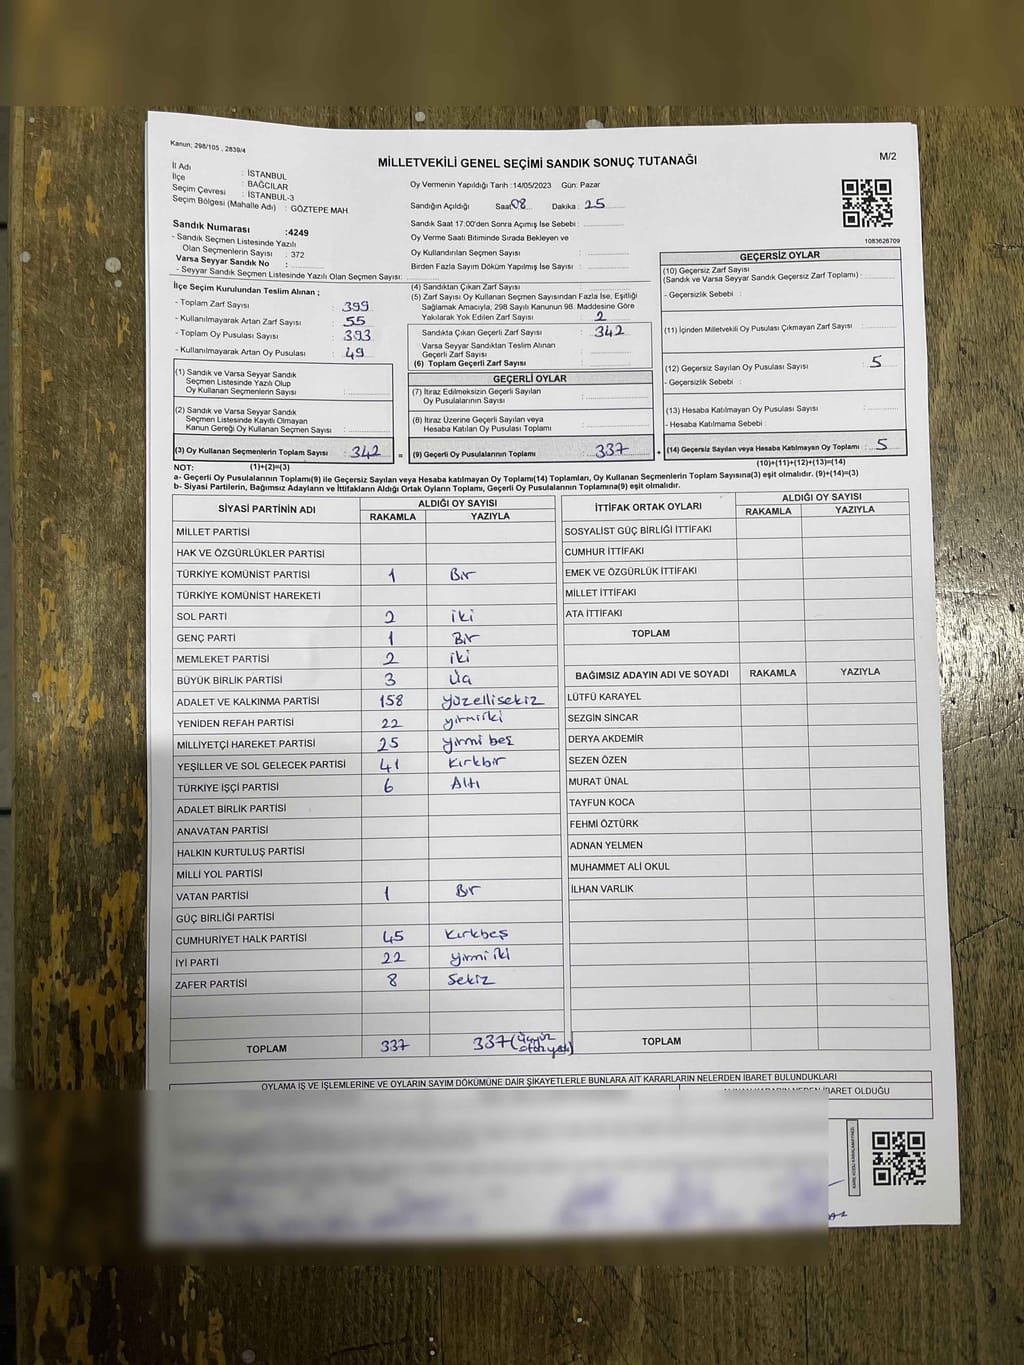 Kanun; 298/105 , 2839/4
MİLLETVEKİLİ GENEL SEÇİMİ SANDIK SONUÇ TUTANAĞI
M/2
İl Adı : İSTANBUL
İlçe : BAĞCILAR
Seçim Çevresi : İSTANBUL-3
Seçim Bölgesi (Mahalle Adı) : GÖZTEPE MAH.
Oy Vermenin Yapıldığı Tarih :14/05/2023 Gün: Pazar
Sandığın Açıldığı Saat 08 Dakika : 25
Sandık Saat 17:00'den Sonra Açılmış İse Sebebi :
Oy Verme Saati Bitiminde Sırada Bekleyen ve
Oy Kullandırılan Seçmen Sayısı :
Birden Fazla Sayım Döküm Yapılmış İse Sayısı :
1083626709
Sandık Numarası :4249
- Sandık Seçmen Listesinde Yazılı
Olan Seçmenlerin Sayısı : 372
Varsa Seyyar Sandık No :
- Seyyar Sandık Seçmen Listesinde Yazılı Olan Seçmen Sayısı:
İlçe Seçim Kurulundan Teslim Alınan ;
- Toplam Zarf Sayısı : 399
- Kullanılmayarak Artan Zarf Sayısı : 55
- Toplam Oy Pusulası Sayısı : 393
- Kullanılmayarak Artan Oy Pusulası : 49
(4) Sandıktan Çıkan Zarf Sayısı :
(5) Zarf Sayısı Oy Kullanan Seçmen Sayısından Fazla İse, Eşitliği
Sağlamak Amacıyla, 298 Sayılı Kanunun 98. Maddesine Göre
Yakılarak Yok Edilen Zarf Sayısı : 2
Sandıkta Çıkan Geçerli Zarf Sayısı : 342
Varsa Seyyar Sandıktan Teslim Alınan
Geçerli Zarf Sayısı :
(6) Toplam Geçerli Zarf Sayısı :
GEÇERSİZ OYLAR
(10) Geçersiz Zarf Sayısı
(Sandık ve Varsa Seyyar Sandık Geçersiz Zarf Toplamı) :
- Geçersizlik Sebebi :
(11) İçinden Milletvekili Oy Pusulası Çıkmayan Zarf Sayısı :
(12) Geçersiz Sayılan Oy Pusulası Sayısı : 5
- Geçersizlik Sebebi :
(13) Hesaba Katılmayan Oy Pusulası Sayısı :
- Hesaba Katılmama Sebebi :
(14) Geçersiz Sayılan veya Hesaba Katılmayan Oy Toplamı : 5
(10)+(11)+(12)+(13)=(14)
(1) Sandık ve Varsa Seyyar Sandık
Seçmen Listesinde Yazılı Olup
Oy Kullanan Seçmen Sayısı :
(2) Sandık ve Varsa Seyyar Sandık
Seçmen Listesinde Kayıtlı Olmayan
Kanun Gereği Oy Kullanan Seçmen Sayısı :
(3) Oy Kullanan Seçmenlerin Toplam Sayısı : 342 =
GEÇERLİ OYLAR
(7) İtiraz Edilmeksizin Geçerli Sayılan
Oy Pusulalarının Sayısı :
(8) İtiraz Üzerine Geçerli Sayılan veya
Hesaba Katılan Oy Pusulası Toplamı :
(9) Geçerli Oy Pusulalarının Toplamı : 337 +
NOT: (1)+(2)=(3)
a- Geçerli Oy Pusulalarının Toplamı(9) ile Geçersiz Sayılan veya Hesaba katılmayan Oy Toplamı(14) Toplamları, Oy Kullanan Seçmenlerin Toplam Sayısına(3) eşit olmalıdır. (9)+(14)=(3)
b- Siyasi Partilerin, Bağımsız Adayların ve İttifakların Aldığı Ortak Oyların Toplamı, Geçerli Oy Pusulalarının Toplamına(9) eşit olmalıdır.
SİYASİ PARTİNİN ADI ALDIĞI OY SAYISI
RAKAMLA YAZIYLA
MİLLET PARTİSİ
HAK VE ÖZGÜRLÜKLER PARTİSİ
TÜRKİYE KOMÜNİST PARTİSİ 1 Bir
TÜRKİYE KOMÜNİST HAREKETİ
SOL PARTİ 2 iki
GENÇ PARTİ 1 Bir
MEMLEKET PARTİSİ 2 iki
BÜYÜK BİRLİK PARTİSİ 3 Üç
ADALET VE KALKINMA PARTİSİ 158 yüzellisekiz
YENİDEN REFAH PARTİSİ 22 yirmiiki
MİLLİYETÇİ HAREKET PARTİSİ 25 yirmi beş
YEŞİLLER VE SOL GELECEK PARTİSİ 41 Kırkbir
TÜRKİYE İŞÇİ PARTİSİ 6 Altı
ADALET BİRLİK PARTİSİ
ANAVATAN PARTİSİ
HALKIN KURTULUŞ PARTİSİ
MİLLİ YOL PARTİSİ
VATAN PARTİSİ 1 Bir
GÜÇ BİRLİĞİ PARTİSİ
CUMHURİYET HALK PARTİSİ 45 Kırkbeş
İYİ PARTİ 22 yirmi iki
ZAFER PARTİSİ 8 Sekiz
TOPLAM 337 337
İTTİFAK ORTAK OYLARI ALDIĞI OY SAYISI
RAKAMLA YAZIYLA
SOSYALİST GÜÇ BİRLİĞİ İTTİFAKI
CUMHUR İTTİFAKI
EMEK VE ÖZGÜRLÜK İTTİFAKI
MİLLET İTTİFAKI
ATA İTTİFAKI
TOPLAM
BAĞIMSIZ ADAYIN ADI VE SOYADI RAKAMLA YAZIYLA
LÜTFÜ KARAYEL
SEZGİN SİNCAR
DERYA AKDEMİR
SEZEN ÖZEN
MURAT ÜNAL
TAYFUN KOCA
FEHMİ ÖZTÜRK
ADNAN YELMEN
MUHAMMET ALİ OKUL
İLHAN VARLIK
TOPLAM
OYLAMA İŞ VE İŞLEMLERİNE VE OYLARIN SAYIM DÖKÜMÜNE DAİR ŞİKAYETLERLE BUNLARA AİT KARARLARIN NELERDEN İBARET BULUNDUKLARI
İBARET OLDUĞU